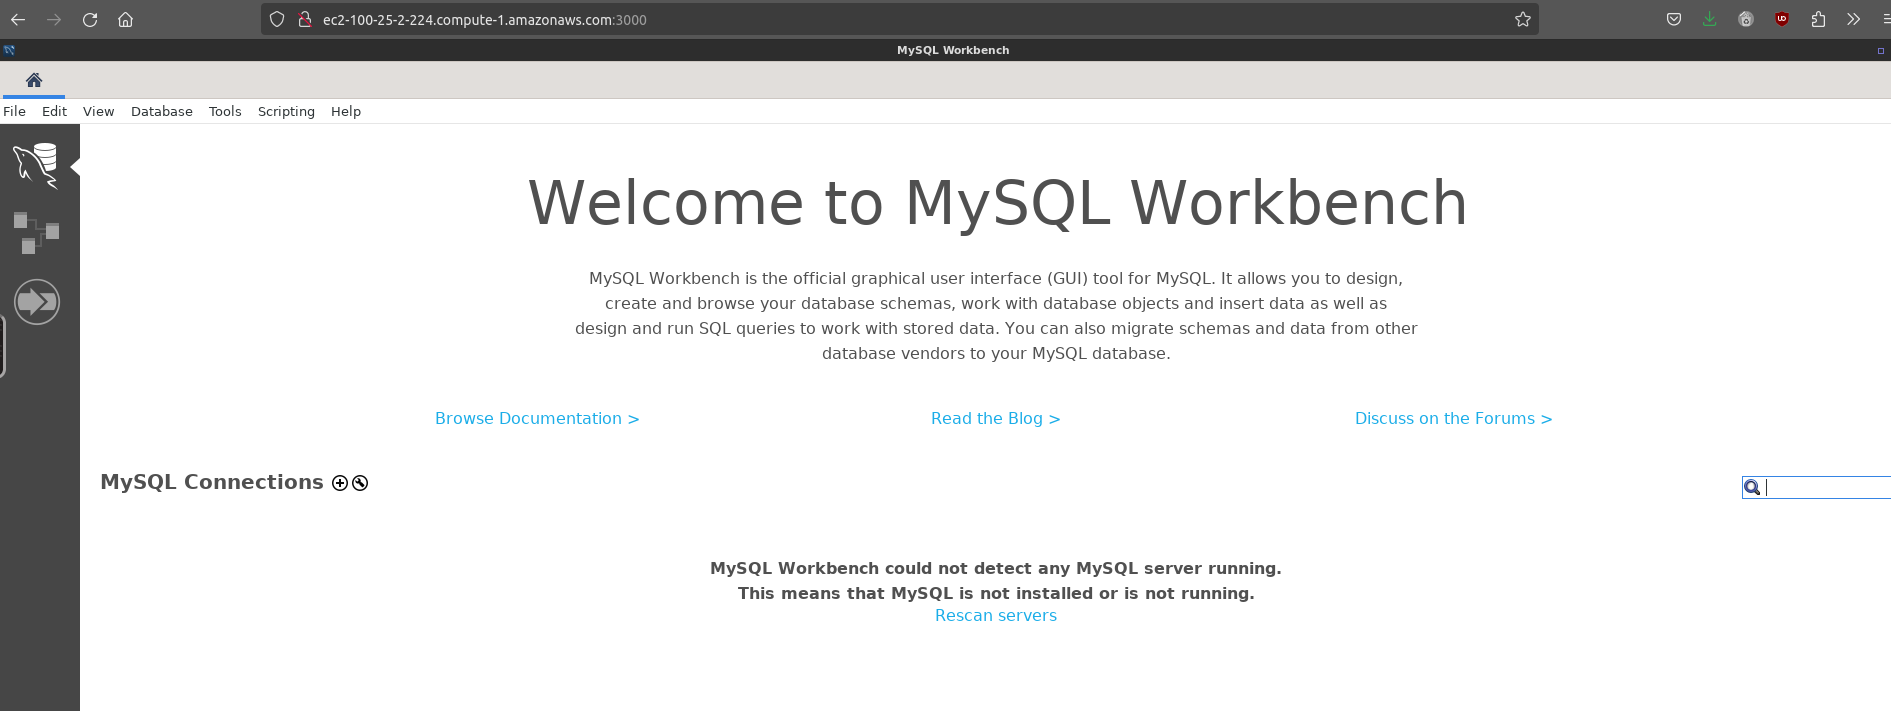 ec2-100-25-2-224.compute-1.amazonaws.com:3000
MySQL Workbench
File Edit View Database Tools Scripting Help
Welcome to MySQL Workbench
MySQL Workbench is the official graphical user interface (GUI) tool for MySQL. It allows you to design,
create and browse your database schemas, work with database objects and insert data as well as
design and run SQL queries to work with stored data. You can also migrate schemas and data from other
database vendors to your MySQL database.
Browse Documentation > Read the Blog > Discuss on the Forums >
MySQL Connections
MySQL Workbench could not detect any MySQL server running.
This means that MySQL is not installed or is not running.
Rescan servers